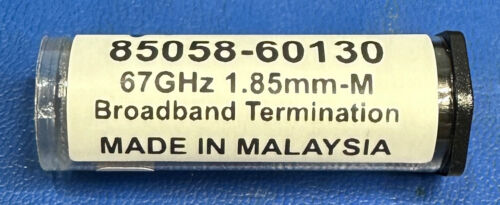 85058-60130
67GHz 1.85mm-M
Broadband Termination
MADE IN MALAYSIA